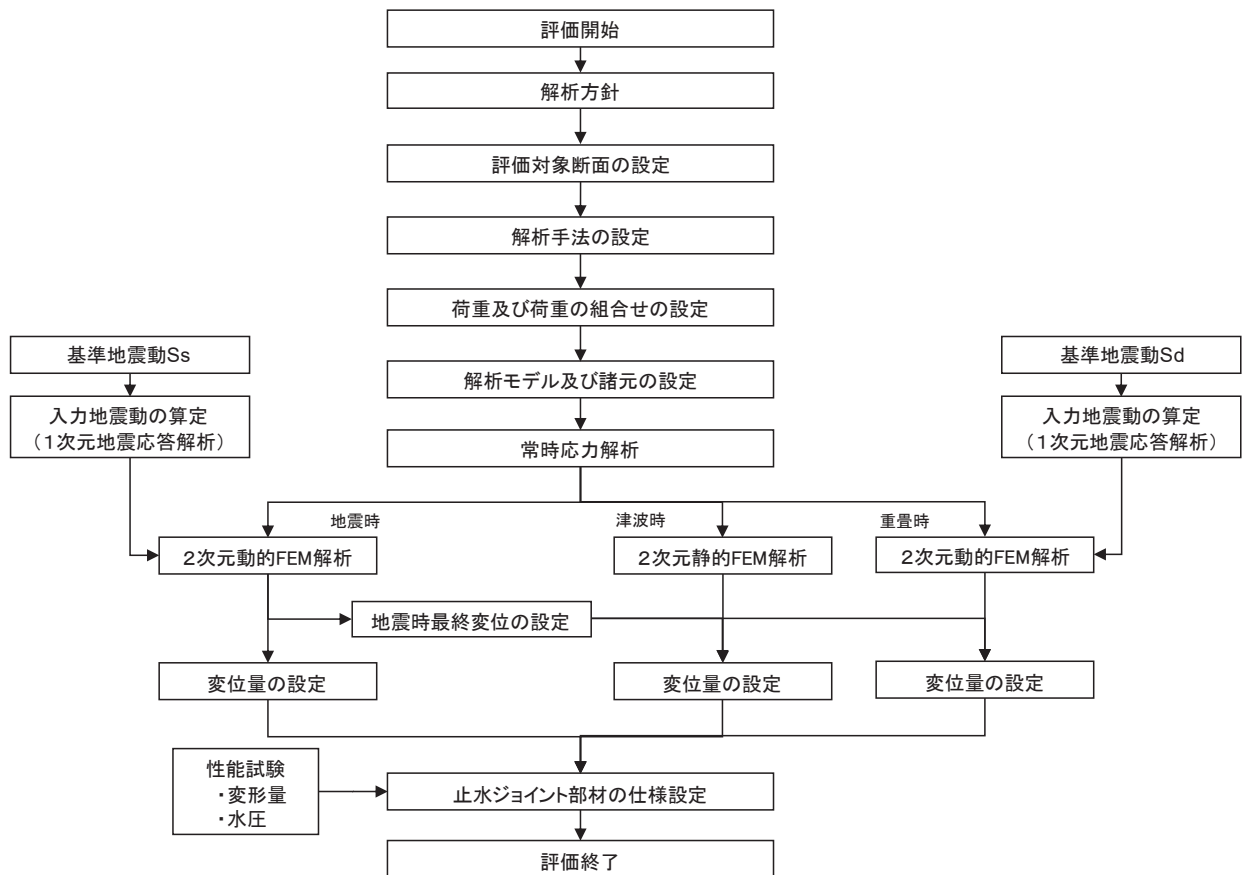 評価開始
解析方針
評価対象断面の設定
解析手法の設定
荷重及び荷重の組合せの設定
基準地震動Ss
基準地震動Sd
解析モデル及び諸元の設定
入力地震動の算定
（1次元地震応答解析）
入力地震動の算定
（1次元地震応答解析）
常時応力解析
地震時
津波時
重畳時
2次元動的FEM解析
2次元静的FEM解析
2次元動的FEM解析
地震時最終変位の設定
変位量の設定
変位量の設定
変位量の設定
性能試験
・変形量
・水圧
止水ジョイント部材の仕様設定
評価終了